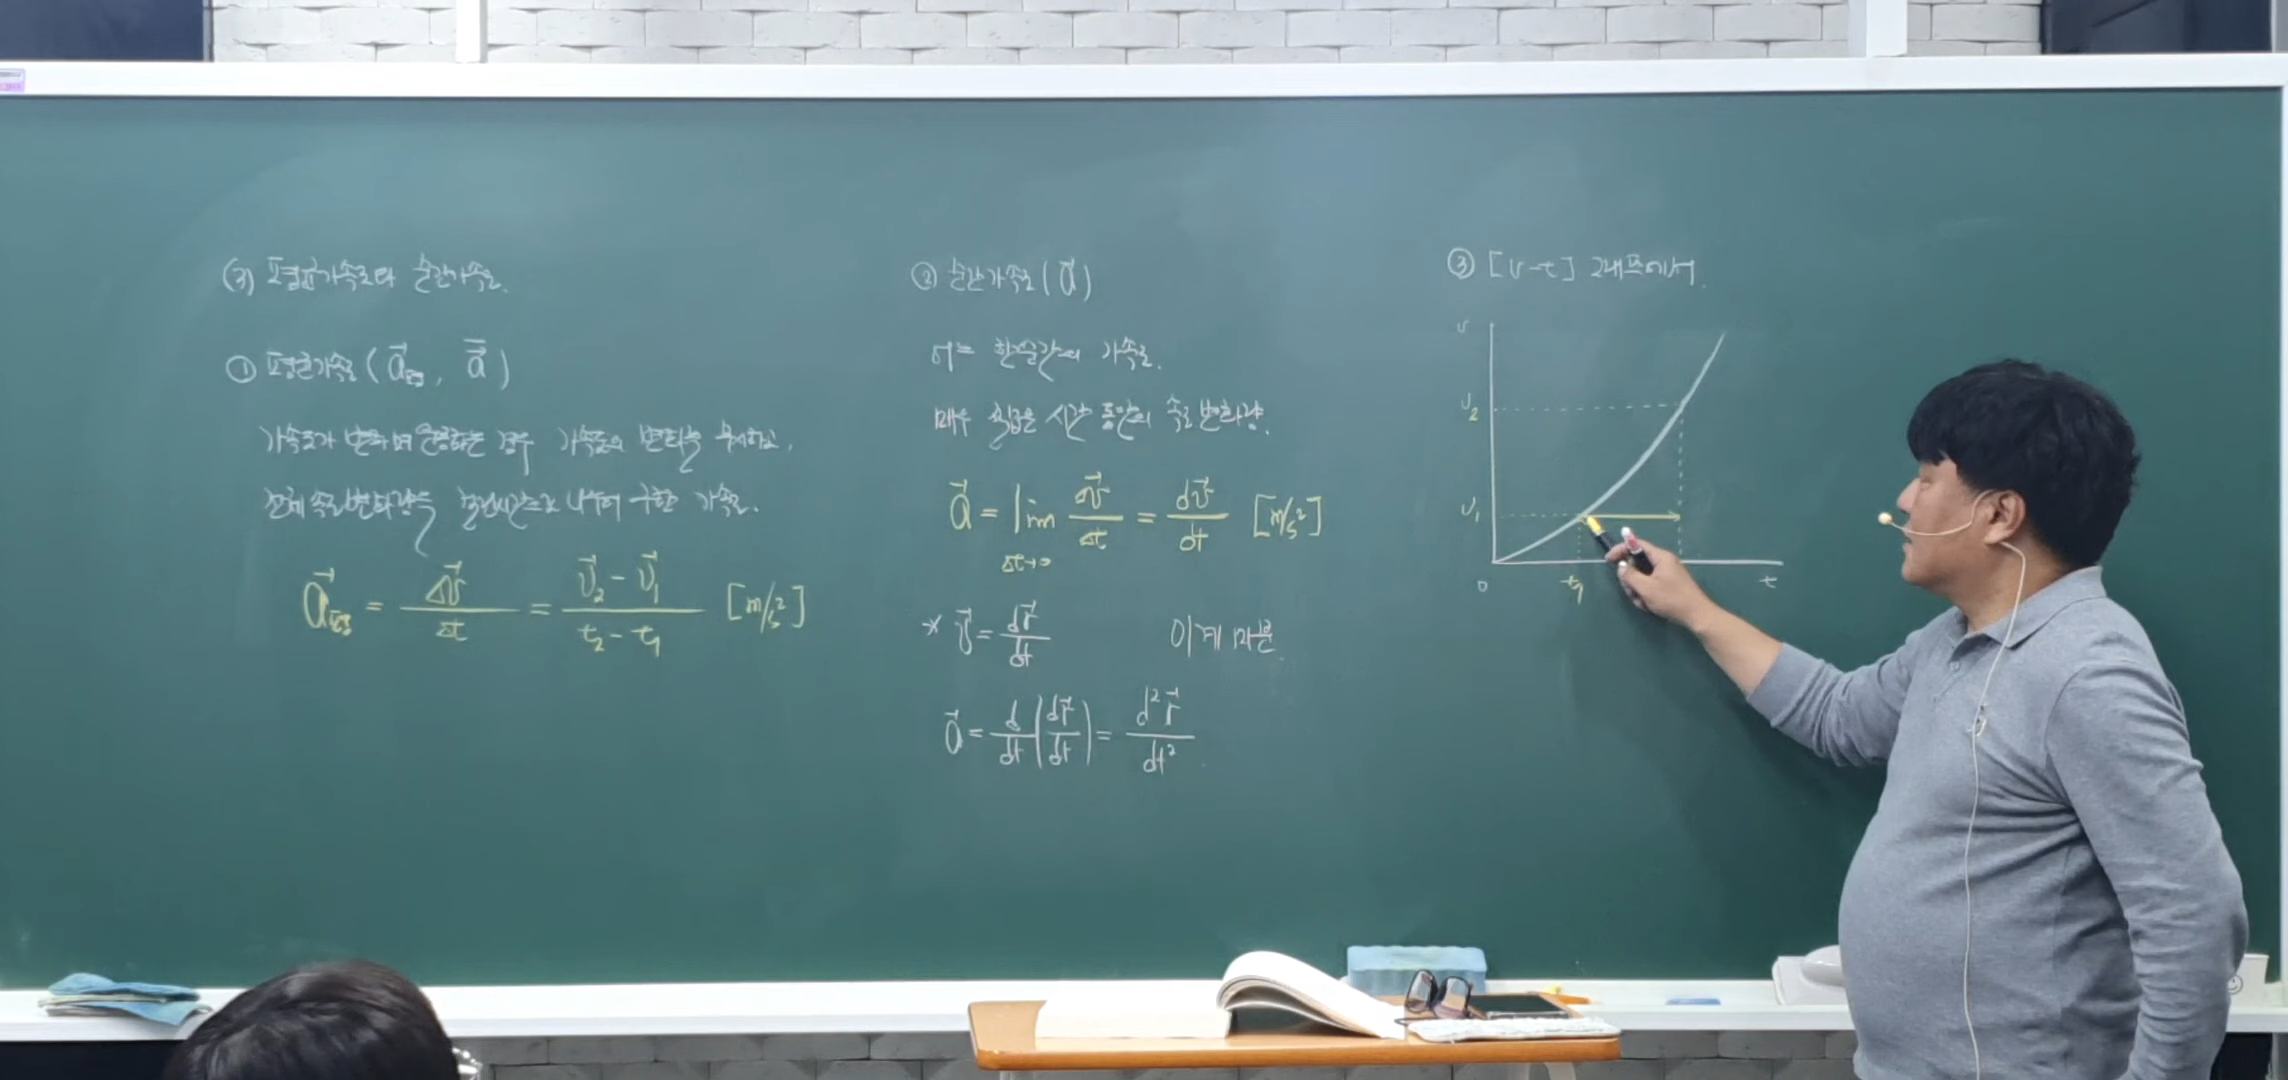 (3) 평균가속도와 순간가속도.
① 평균가속도 (a⃗평균, a⃗̅)
가속도가 변하며 운동하는 경우 가속도의 변화를 무시하고,
전체 속도변화량을 걸린시간으로 나누어 구한 가속도.
a⃗평균 = Δv⃗/Δt = (v⃗₂ - v⃗₁)/(t₂ - t₁) [m/s²]
② 순간가속도 (a⃗)
어느 한순간의 가속도.
매우 짧은 시간 동안의 속도변화량.
a⃗ = lim Δt→0 Δv⃗/Δt = dv⃗/dt [m/s²]
* v⃗ = dr⃗/dt 이계 미분.
a⃗ = d/dt (dr⃗/dt) = d²r⃗/dt²
③ [v-t] 그래프에서.
v
v₂
v₁
0 t₁ t